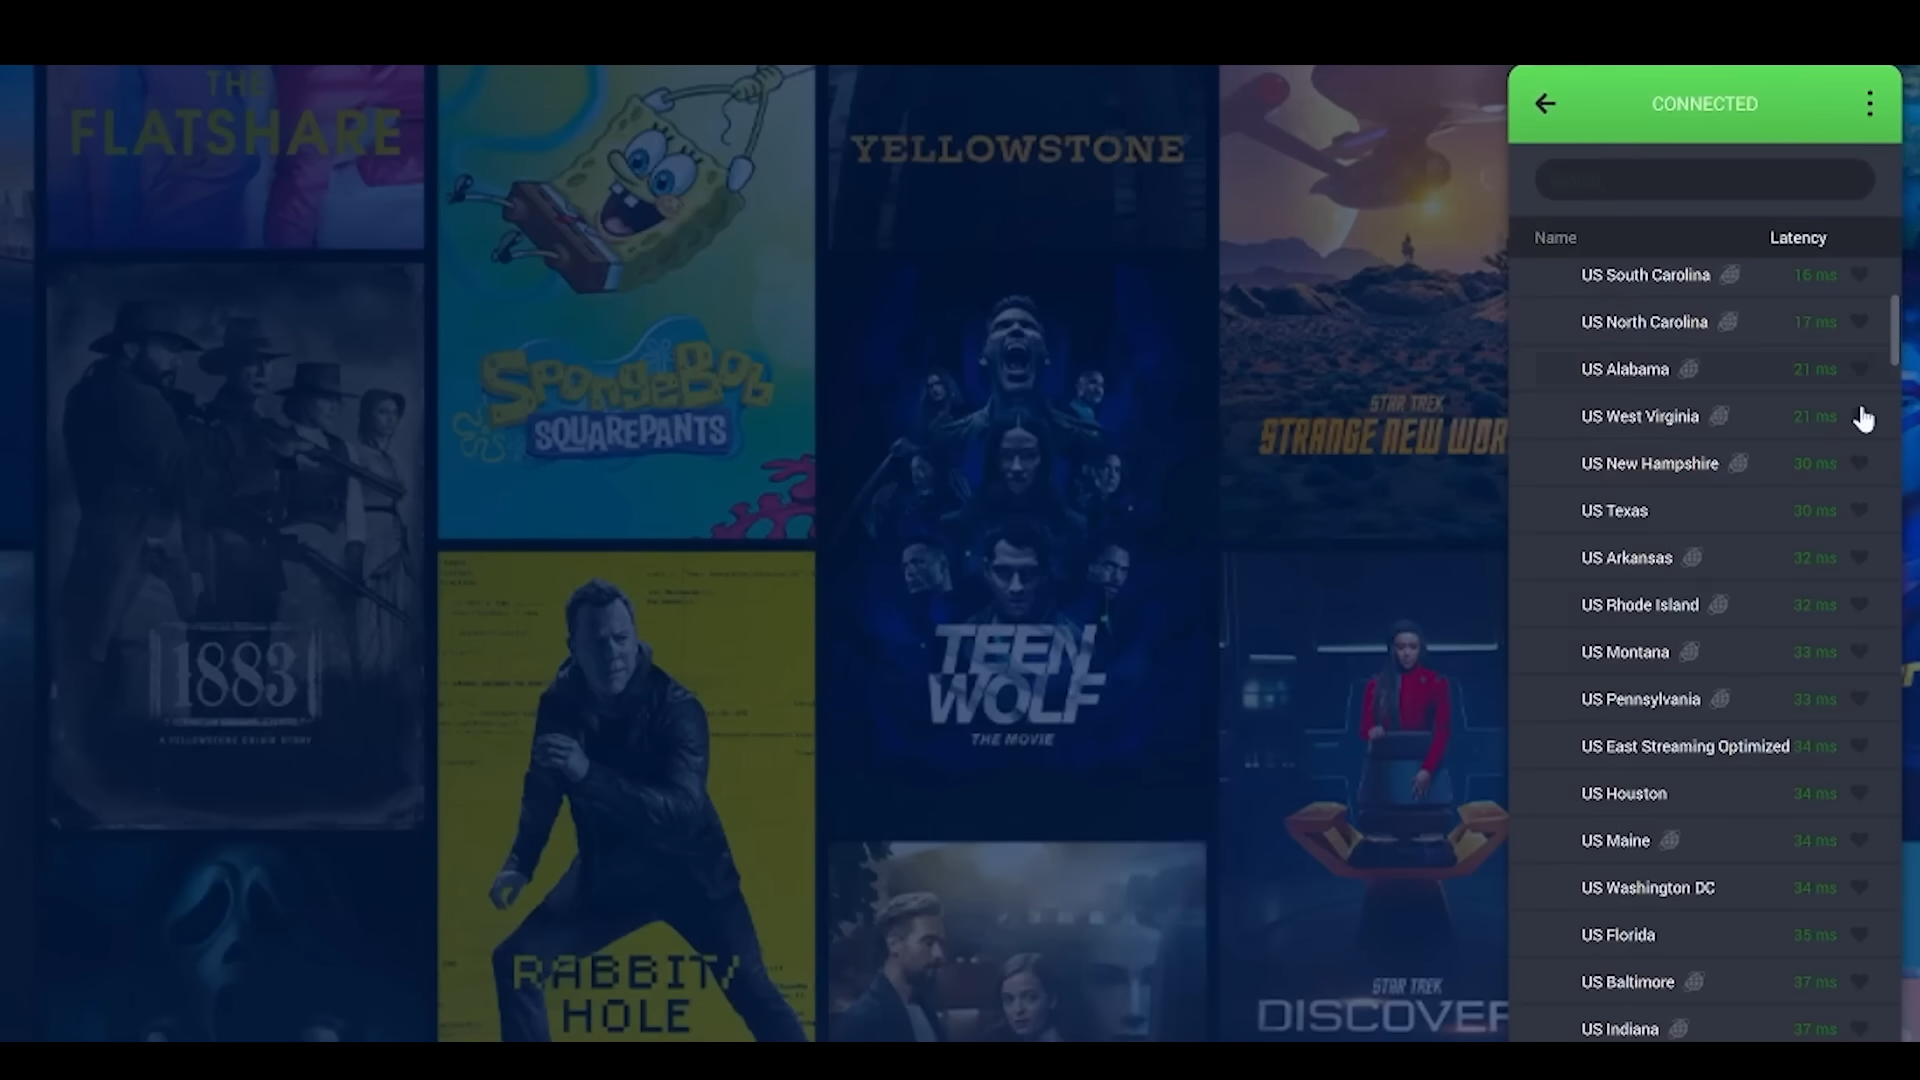 THE
FLATSHARE
1883
A YELLOWSTONE ORIGIN STORY
SPONGEBOB
SQUAREPANTS
RABBIT/
HOLE
YELLOWSTONE
TEEN
WOLF
THE MOVIE
STAR TREK
STRANGE NEW WOR
STAR TREK
DISCOVER
CONNECTED
Name Latency
US South Carolina 16 ms
US North Carolina 17 ms
US Alabama 21 ms
US West Virginia 21 ms
US New Hampshire 30 ms
US Texas 30 ms
US Arkansas 32 ms
US Rhode Island 32 ms
US Montana 33 ms
US Pennsylvania 33 ms
US East Streaming Optimized 34 ms
US Houston 34 ms
US Maine 34 ms
US Washington DC 34 ms
US Florida 35 ms
US Baltimore 37 ms
US Indiana 37 ms